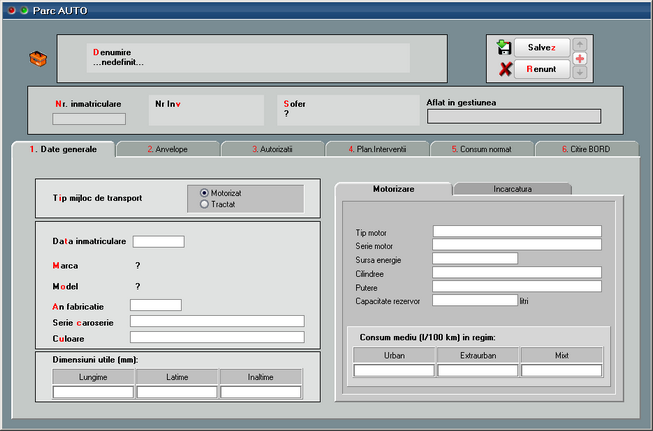 Parc AUTO
Denumire
...nedefinit...
Salvez
Renunt
Nr. inmatriculare
Nr Inv
Sofer
?
Aflat in gestiunea
1. Date generale
2. Anvelope
3. Autorizatii
4. Plan.Interventii
5. Consum normat
6. Citire BORD
Tip mijloc de transport
Motorizat
Tractat
Data inmatriculare
Marca ?
Model ?
An fabricatie
Serie caroserie
Culoare
Dimensiuni utile (mm):
Lungime Latime Inaltime
Motorizare
Incarcatura
Tip motor
Serie motor
Sursa energie
Cilindree
Putere
Capacitate rezervor litri
Consum mediu (l/100 km) in regim:
Urban Extraurban Mixt